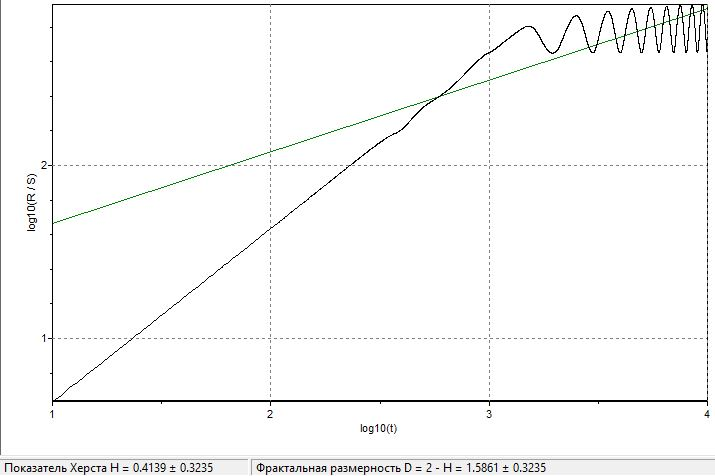 log10(R / S)
2
1
1
2
3
4
log10(t)
Показатель Херста H = 0.4139 ± 0.3235
Фрактальная размерность D = 2 - H = 1.5861 ± 0.3235